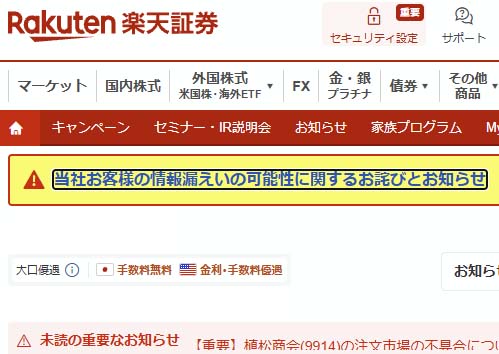 Rakuten 楽天証券
重要
セキュリティ設定
サポート
マーケット
国内株式
外国株式
米国株・海外ETF
FX
金・銀
プラチナ
債券
その他
商品
キャンペーン
セミナー・IR説明会
お知らせ
家族プログラム
My
当社お客様の情報漏えいの可能性に関するお詫びとお知らせ
大口優遇
手数料無料
金利・手数料優遇
お知ら
未読の重要なお知らせ
【重要】植松商会(9914)の注文市場の不具合につ